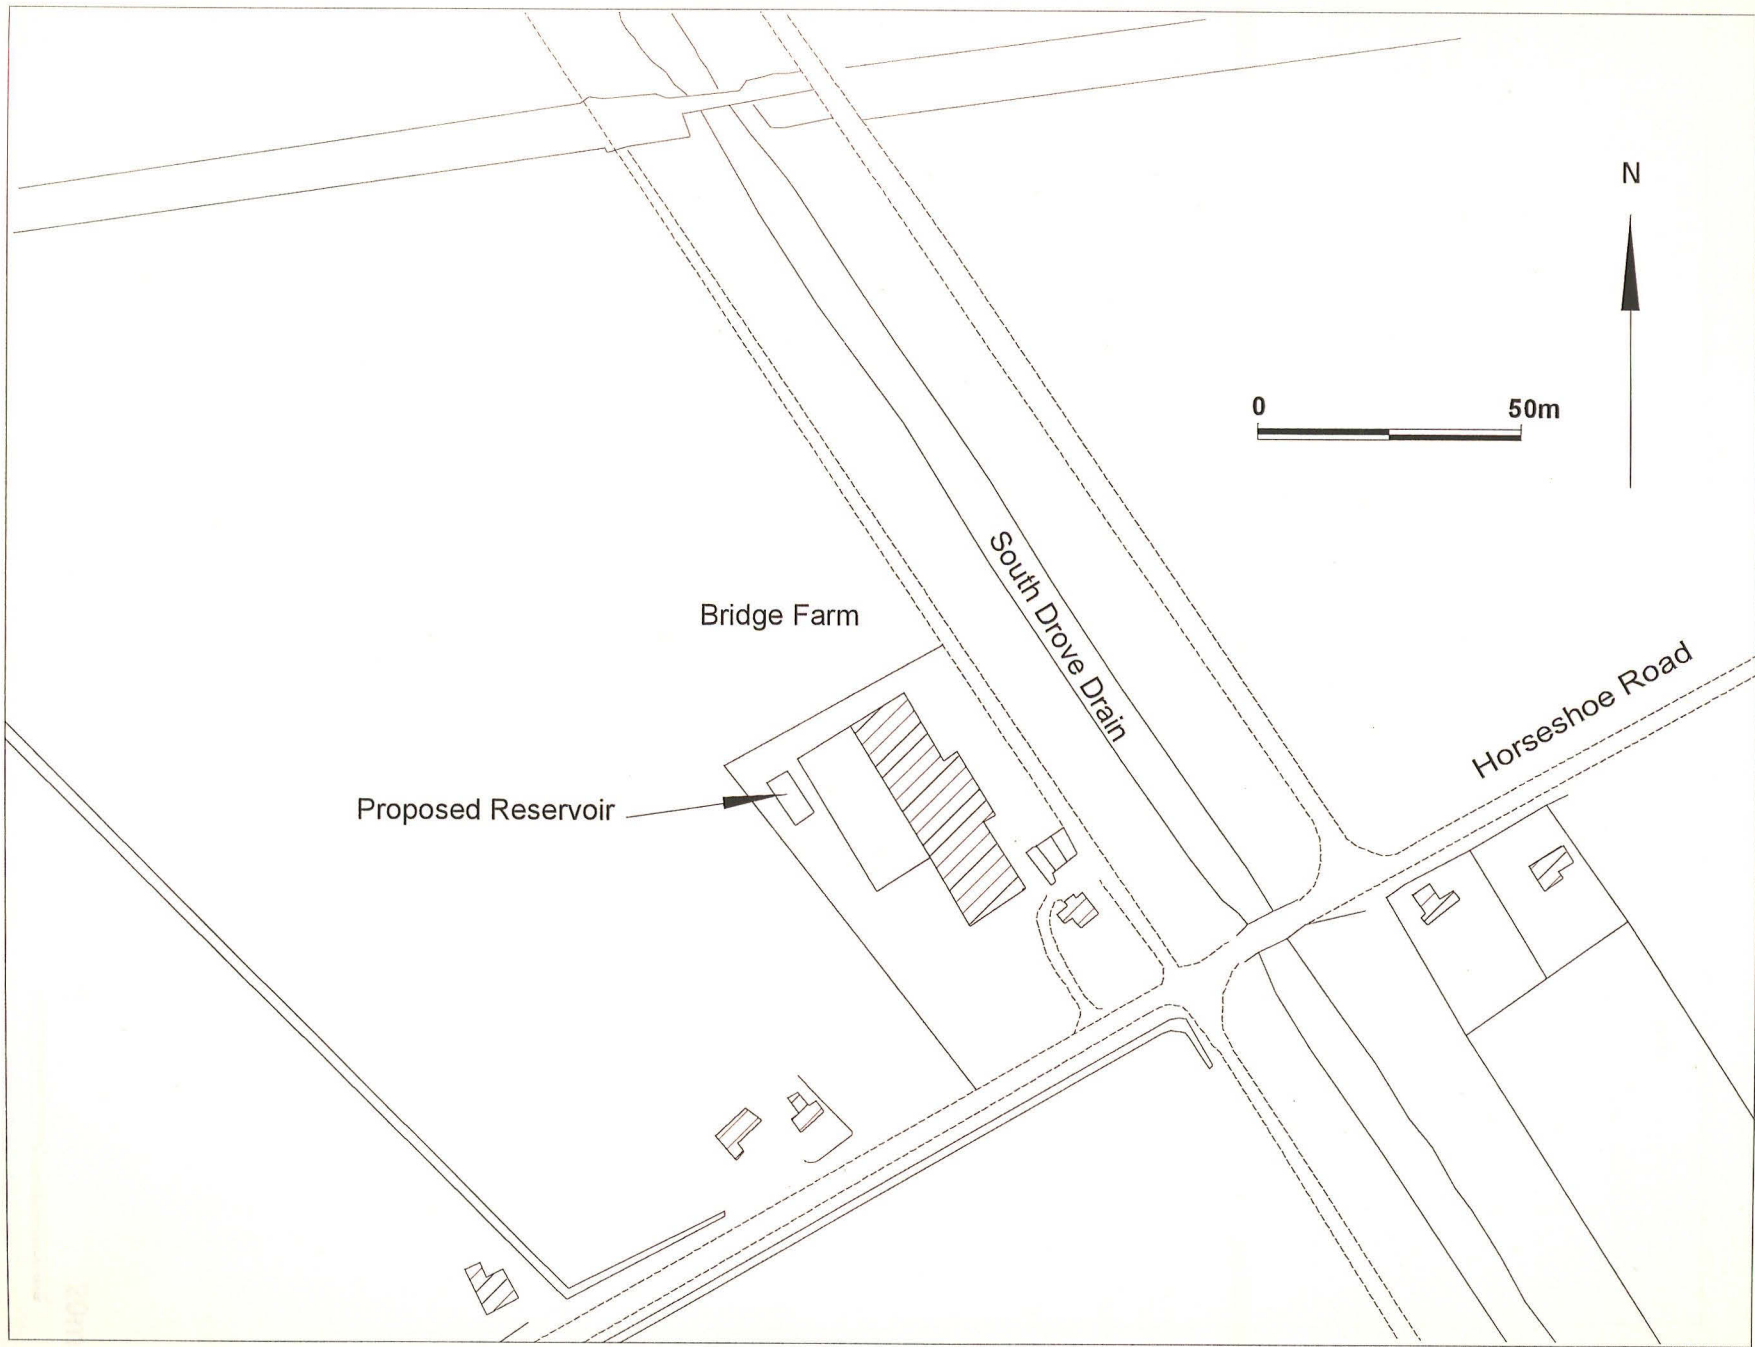 N
0 50m
South Drove Drain
Bridge Farm
Horseshoe Road
Proposed Reservoir